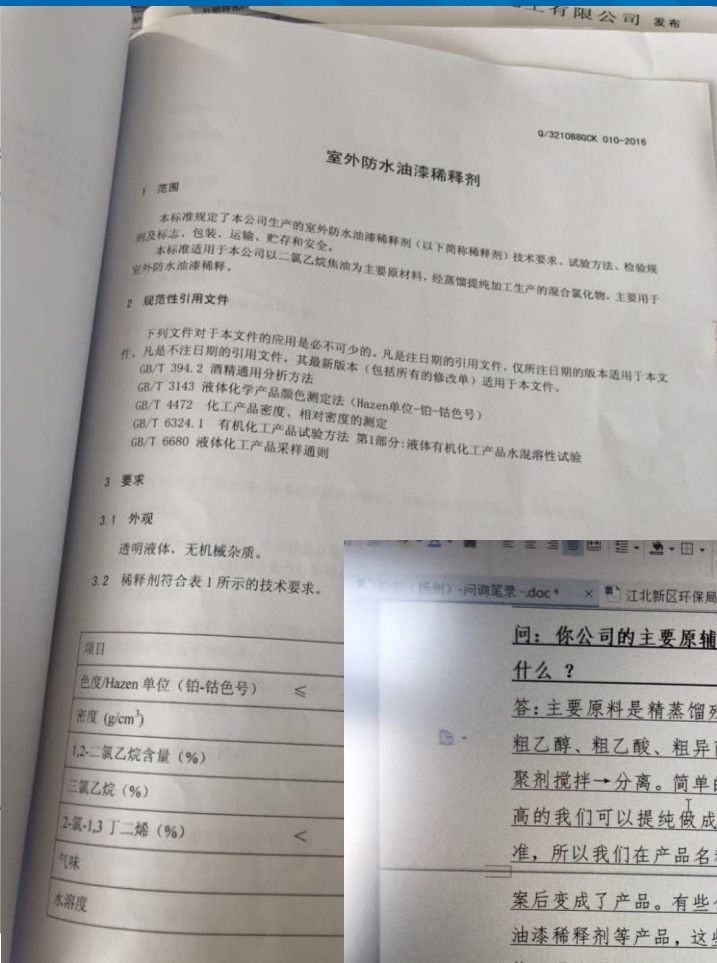 有限公司 发布
Q/321088GCK 010-2016
室外防水油漆稀释剂
1 范围
本标准规定了本公司生产的室外防水油漆稀释剂（以下简称稀释剂）技术要求、试验方法、检验规
则及标志、包装、运输、贮存和安全。
本标准适用于本公司以二氯乙烷焦油为主要原材料，经蒸馏提纯加工生产的混合氯化物，主要用于
室外防水油漆稀释。
2 规范性引用文件
下列文件对于本文件的应用是必不可少的。凡是注日期的引用文件，仅所注日期的版本适用于本文
件。凡是不注日期的引用文件，其最新版本（包括所有的修改单）适用于本文件。
GB/T 394.2 酒精通用分析方法
GB/T 3143 液体化学产品颜色测定法（Hazen单位-铂-钴色号）
GB/T 4472 化工产品密度、相对密度的测定
GB/T 6324.1 有机化工产品试验方法 第1部分:液体有机化工产品水混溶性试验
GB/T 6680 液体化工产品采样通则
3 要求
3.1 外观
透明液体，无机械杂质。
3.2 稀释剂符合表 1 所示的技术要求。
项目
色度/Hazen 单位（铂-钴色号） ≤
密度 (g/cm³)
1,2-二氯乙烷含量（%）
三氯乙烷（%）
2-氯-1,3 丁二烯（%） <
气味
水溶度
（扬州）-问询笔录 -.doc * × 江北新区环保局
问：你公司的主要原辅
什么 ？
答：主要原料是精蒸馏残
粗乙醇、粗乙酸、粗异
聚剂搅拌→分离。简单
高的我们可以提纯做成
准，所以我们在产品名
案后变成了产品。有些
油漆稀释剂等产品，这些